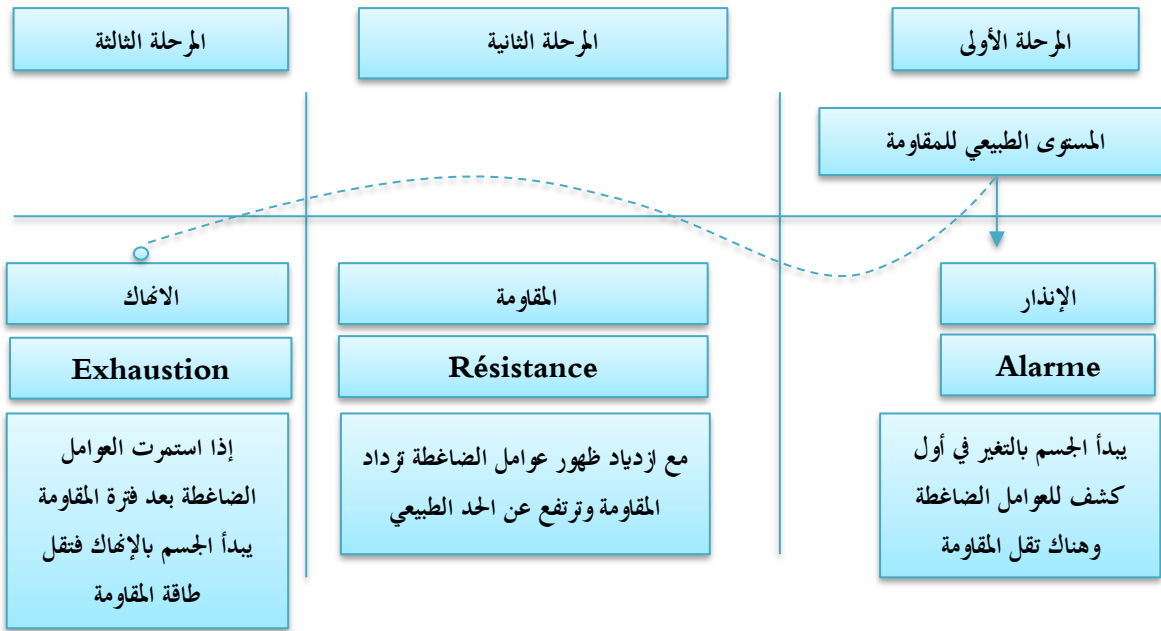 المرحلة الأولى
المرحلة الثانية
المرحلة الثالثة
المستوى الطبيعي للمقاومة
الإنذار
المقاومة
الانهاك
Alarme
Résistance
Exhaustion
يبدأ الجسم بالتغير في أول
كشف للعوامل الضاغطة
وهناك تقل المقاومة
مع ازدياد ظهور عوامل الضاغطة تزداد
المقاومة وترتفع عن الحد الطبيعي
إذا استمرت العوامل
الضاغطة بعد فترة المقاومة
يبدأ الجسم بالإنهاك فتقل
طاقة المقاومة